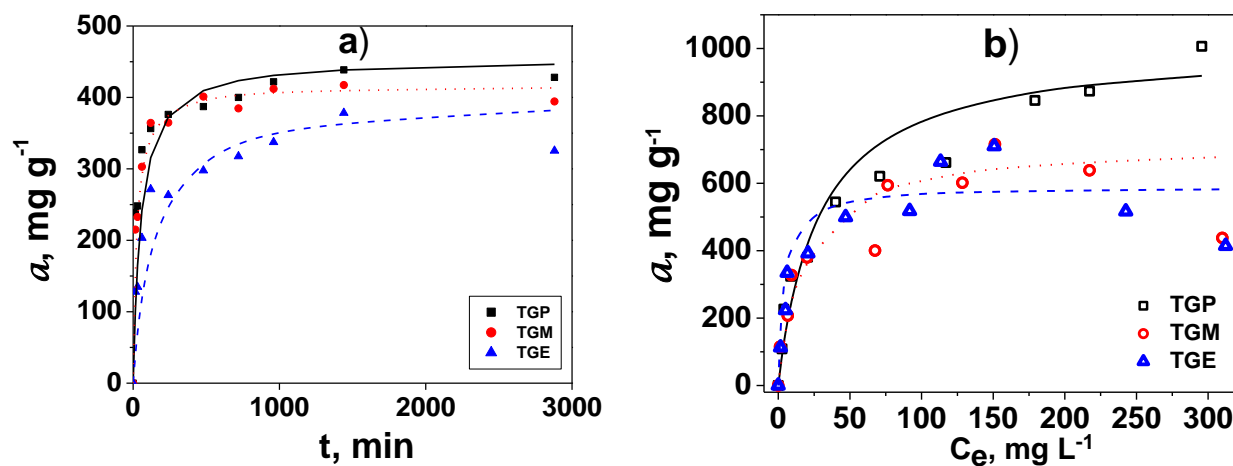 a)
500
400
300
200
100
0
a, mg g-1
TGP
TGM
TGE
0 1000 2000 3000
t, min
b)
1000
800
600
400
200
0
a, mg g-1
TGP
TGM
TGE
0 50 100 150 200 250 300
Ce, mg L-1